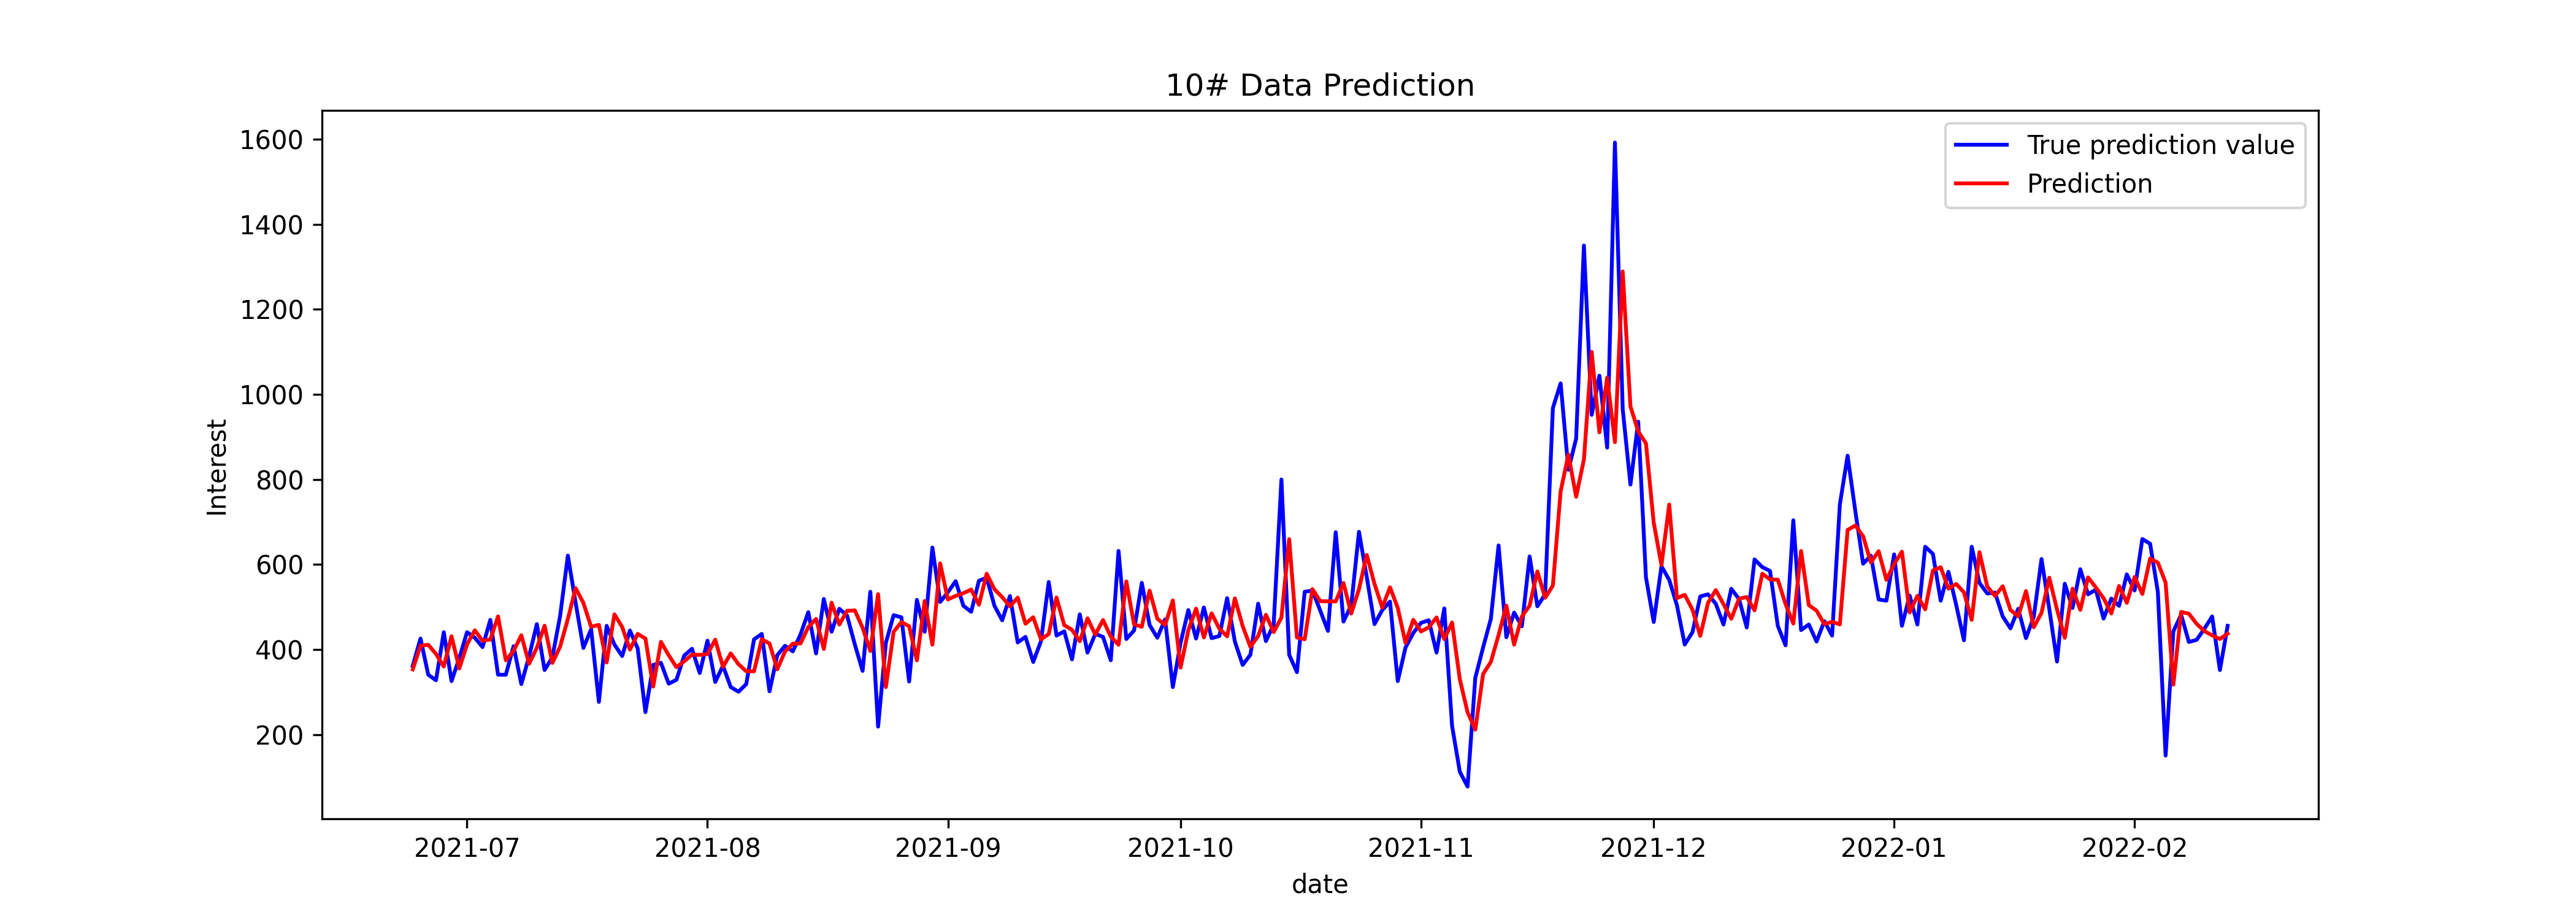 10# Data Prediction
1600
1400
1200
1000
800
600
400
200
Interest
True prediction value
Prediction
2021-07 2021-08 2021-09 2021-10 2021-11 2021-12 2022-01 2022-02
date